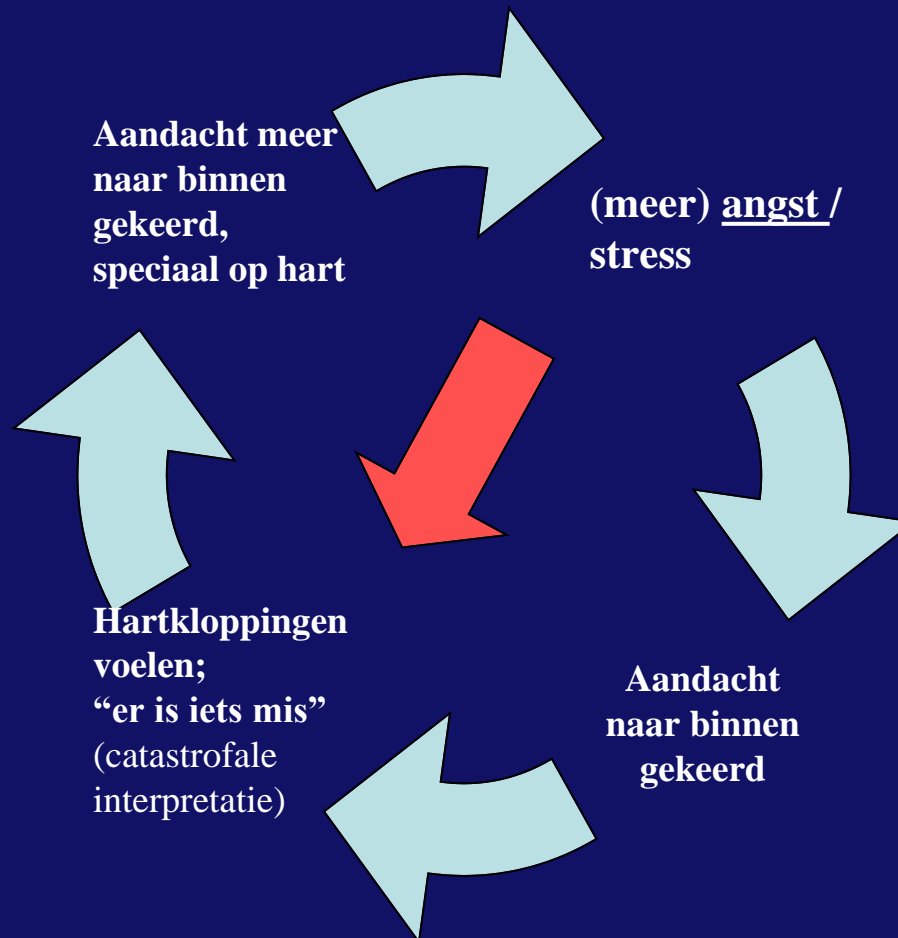 Aandacht meer
naar binnen
gekeerd,
speciaal op hart
(meer) angst /
stress
Hartkloppingen
voelen;
“er is iets mis”
(catastrofale
interpretatie)
Aandacht
naar binnen
gekeerd